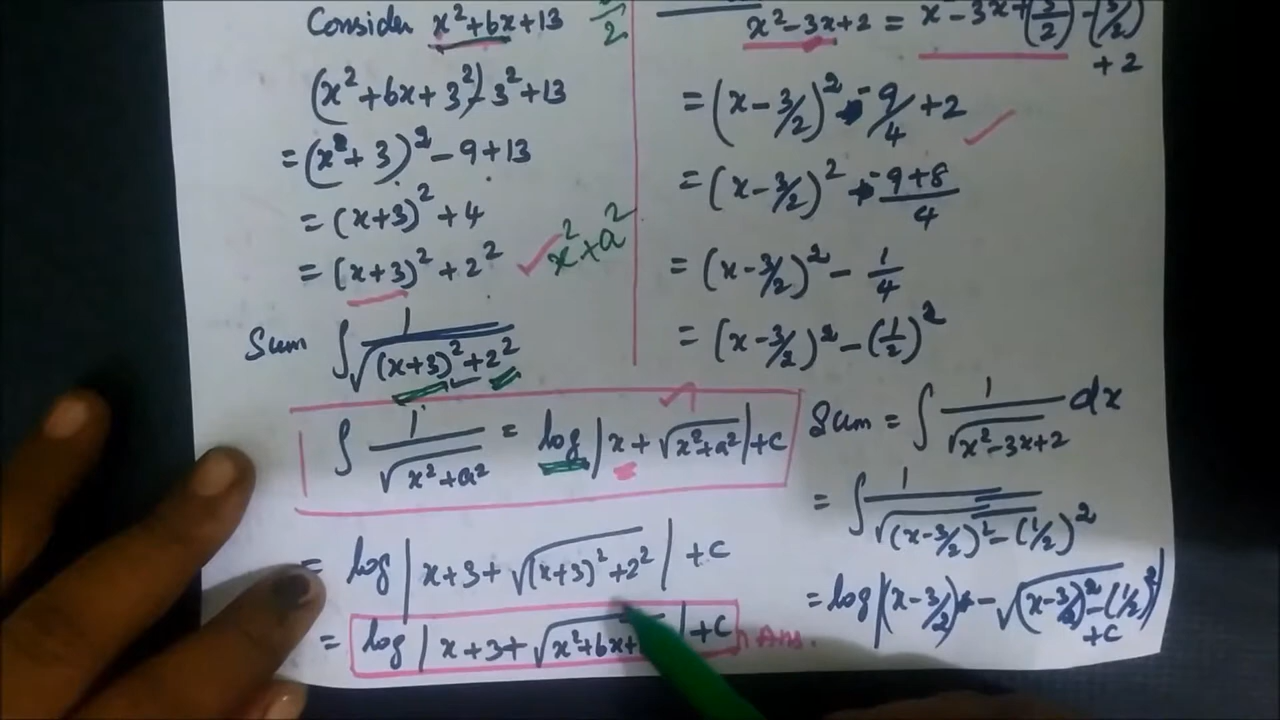 Consider x²+6x+13
(x²+6x+3²)-3²+13
=(x²+3)²-9+13
=(x+3)²+4
=(x+3)²+2² ✓ x²+a²
Sum ∫ 1/√((x+3)²+2²)
∫ 1/√(x²+a²) = log|x+√(x²+a²)|+c
= log|x+3+√((x+3)²+2²)|+c
= log|x+3+√(x²+6x+
|+c Ans.
x²-3x+2 = x²-3x+(3/2)²-(3/2)²
+2
=(x-3/2)²-9/4+2 ✓
=(x-3/2)²+(-9+8)/4
=(x-3/2)²-1/4
=(x-3/2)²-(1/2)²
Sum = ∫ 1/√(x²-3x+2) dx
= ∫ 1/√((x-3/2)²-(1/2)²)
=log|(x-3/2)-√((x-3/2)²-(1/2)²)|
+c